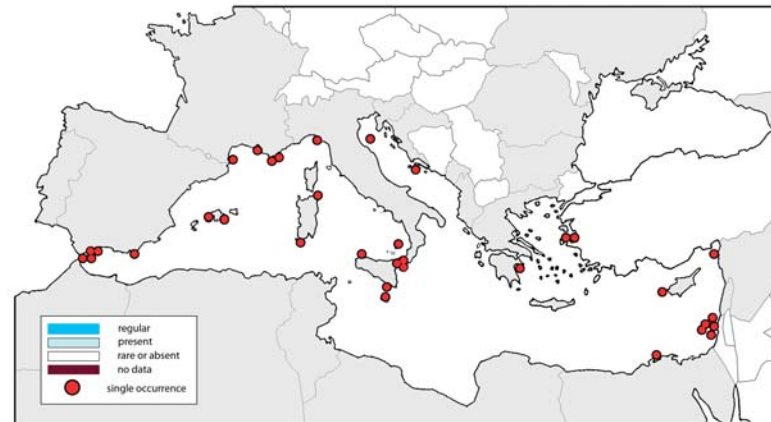 regular
present
rare or absent
no data
single occurrence